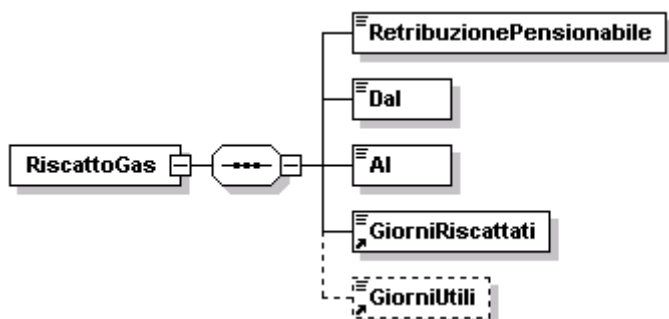 RetribuzionePensionabile
Dal
RiscattoGas
Al
GiorniRiscattati
GiorniUtili